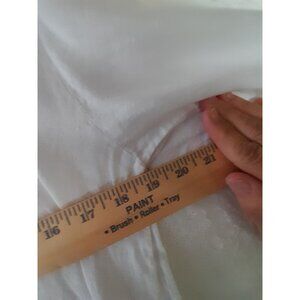 16 17 18 19 20 21
PAINT
• Brush • Roller • Tray